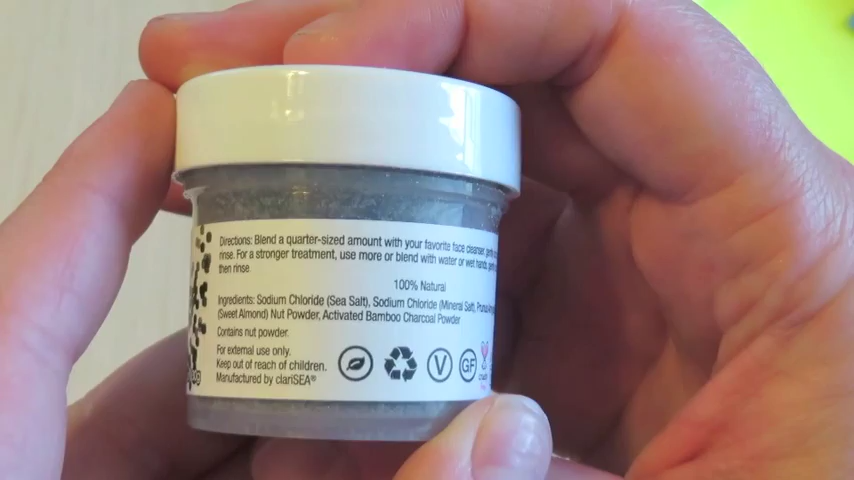 Directions: Blend a quarter-sized amount with your favorite face cleanser, gently
rinse. For a stronger treatment, use more or blend with water or wet hands,
then rinse
100% Natural
Ingredients: Sodium Chloride (Sea Salt), Sodium Chloride (Mineral Salt), Prunus
(Sweet Almond) Nut Powder, Activated Bamboo Charcoal Powder
Contains nut powder.
For external use only.
Keep out of reach of children.
Manufactured by clariSEA®
V
GF